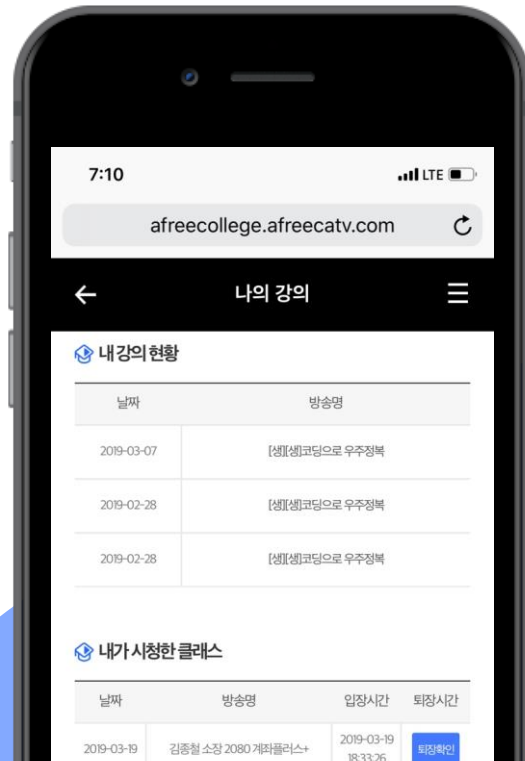 7:10 LTE
afreecollege.afreecatv.com
나의 강의
내 강의 현황
날짜 방송명
2019-03-07 [생][생]코딩으로 우주정복
2019-02-28 [생][생]코딩으로 우주정복
2019-02-28 [생][생]코딩으로 우주정복
내가 시청한 클래스
날짜 방송명 입장시간 퇴장시간
2019-03-19 김종철 소장 2080 계좌플러스+ 2019-03-19 퇴장확인
18:33:26